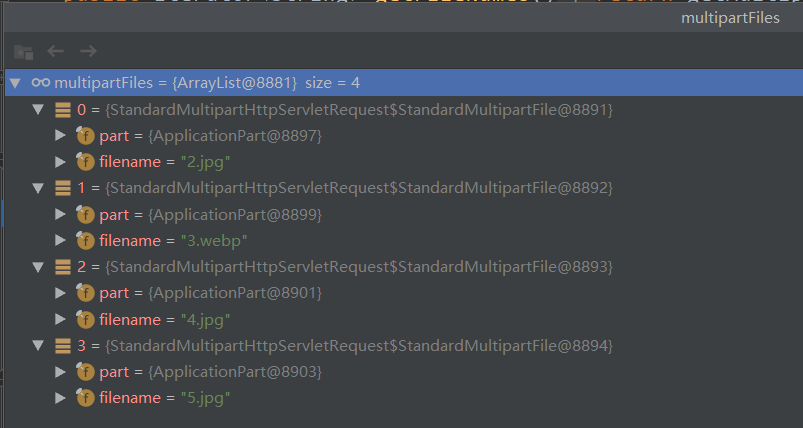 multipartFiles
multipartFiles = {ArrayList@8881} size = 4
0 = {StandardMultipartHttpServletRequest$StandardMultipartFile@8891}
f part = {ApplicationPart@8897}
f filename = "2.jpg"
1 = {StandardMultipartHttpServletRequest$StandardMultipartFile@8892}
f part = {ApplicationPart@8899}
f filename = "3.webp"
2 = {StandardMultipartHttpServletRequest$StandardMultipartFile@8893}
f part = {ApplicationPart@8901}
f filename = "4.jpg"
3 = {StandardMultipartHttpServletRequest$StandardMultipartFile@8894}
f part = {ApplicationPart@8903}
f filename = "5.jpg"